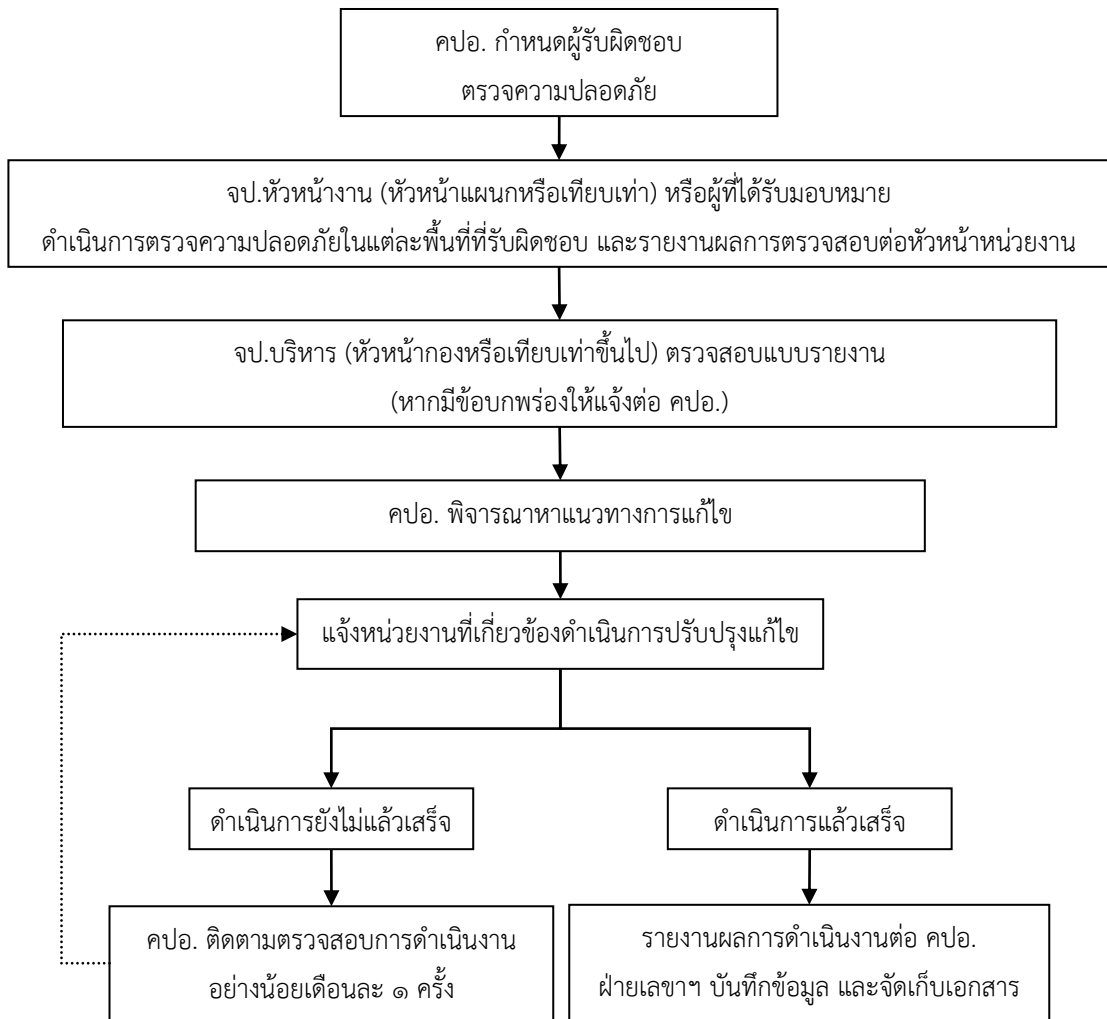 คปอ. กำหนดผู้รับผิดชอบ
ตรวจความปลอดภัย
จป.หัวหน้างาน (หัวหน้าแผนกหรือเทียบเท่า) หรือผู้ที่ได้รับมอบหมาย
ดำเนินการตรวจความปลอดภัยในแต่ละพื้นที่ที่รับผิดชอบ และรายงานผลการตรวจสอบต่อหัวหน้าหน่วยงาน
จป.บริหาร (หัวหน้ากองหรือเทียบเท่าขึ้นไป) ตรวจสอบแบบรายงาน
(หากมีข้อบกพร่องให้แจ้งต่อ คปอ.)
คปอ. พิจารณาหาแนวทางการแก้ไข
แจ้งหน่วยงานที่เกี่ยวข้องดำเนินการปรับปรุงแก้ไข
ดำเนินการยังไม่แล้วเสร็จ
ดำเนินการแล้วเสร็จ
คปอ. ติดตามตรวจสอบการดำเนินงาน
อย่างน้อยเดือนละ ๑ ครั้ง
รายงานผลการดำเนินงานต่อ คปอ.
ฝ่ายเลขาฯ บันทึกข้อมูล และจัดเก็บเอกสาร